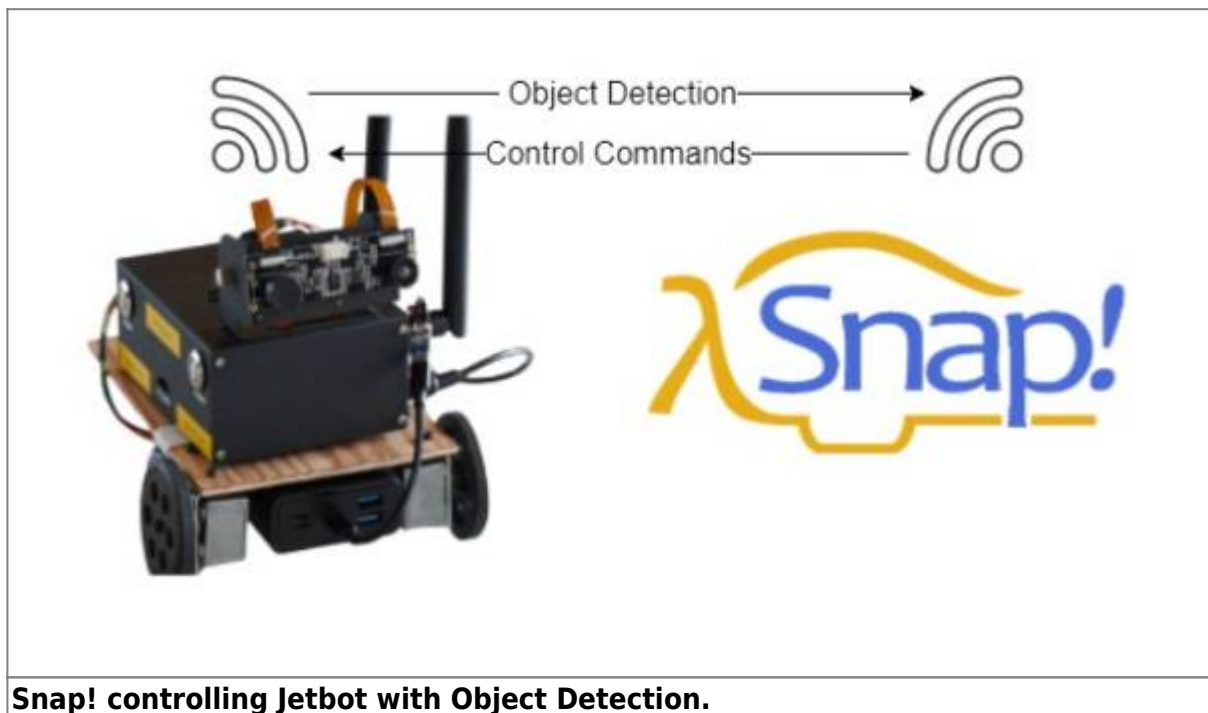 Object Detection
Control Commands
λSnap!
Snap! controlling Jetbot with Object Detection.